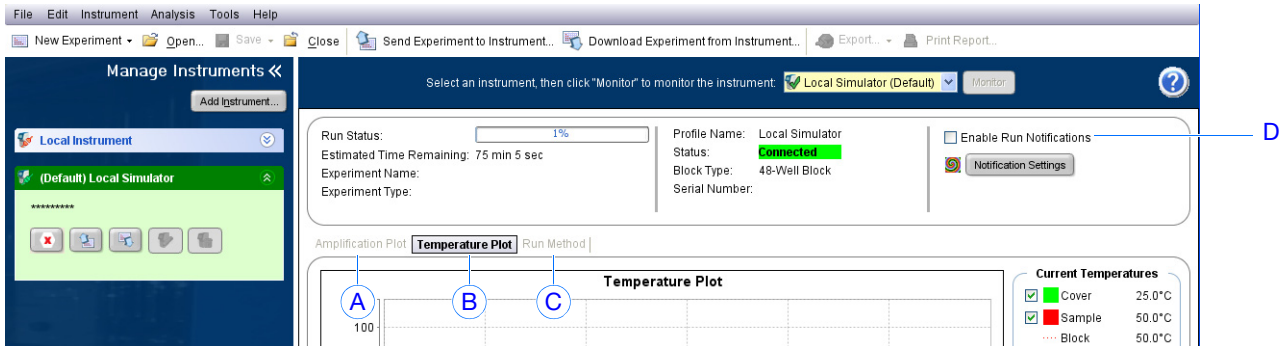 File Edit Instrument Analysis Tools Help
New Experiment Open... Save Close Send Experiment to Instrument... Download Experiment from Instrument... Export... Print Report...
Manage Instruments «
Add Instrument...
Local Instrument
(Default) Local Simulator
*********
Select an instrument, then click "Monitor" to monitor the instrument: Local Simulator (Default) Monitor ?
Run Status: 1%
Estimated Time Remaining: 75 min 5 sec
Experiment Name:
Experiment Type:
Profile Name: Local Simulator
Status: Connected
Block Type: 48-Well Block
Serial Number:
Enable Run Notifications D
Notification Settings
Amplification Plot Temperature Plot Run Method
A B C
Temperature Plot
100
Current Temperatures
Cover 25.0°C
Sample 50.0°C
Block 50.0°C